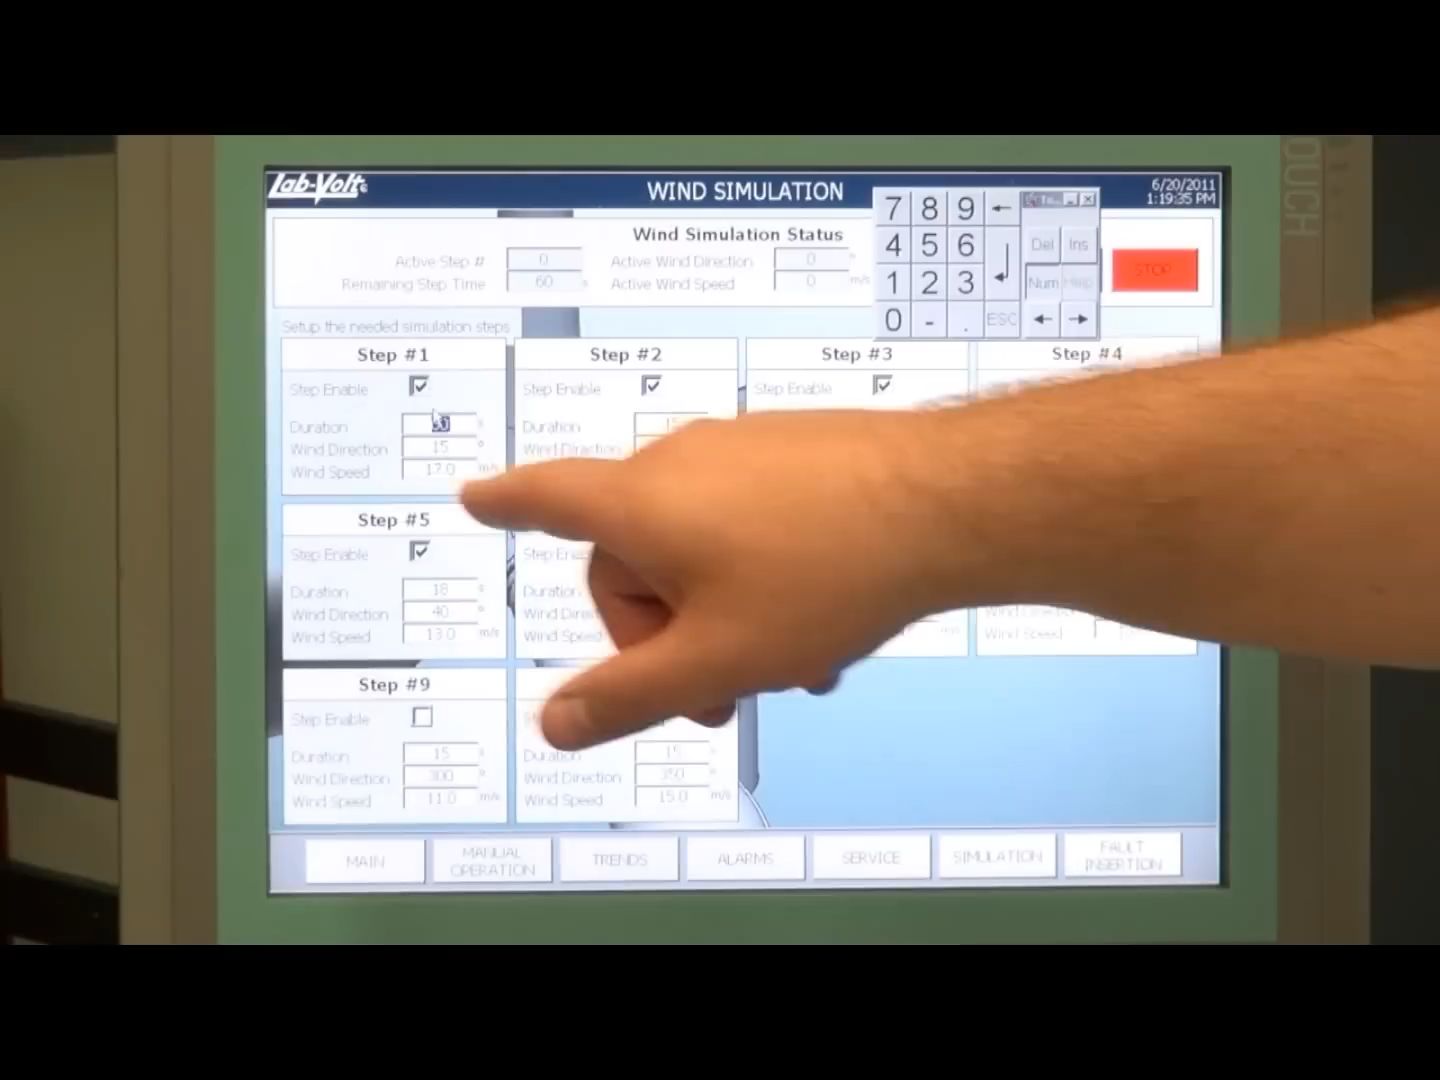 Lab-Volt
WIND SIMULATION
6/20/2011
1:19:35 PM
Wind Simulation Status
Active Step # 0
Remaining Step Time 60 s
Active Wind Direction 0 °
Active Wind Speed 0 m/s
7 8 9 ←
4 5 6
1 2 3
0 - . ESC
Del Ins
Num Help
← →
STOP
Setup the needed simulation steps
Step #1
Step Enable
Duration s
Wind Direction 15 °
Wind Speed 17.0 m/s
Step #2
Step Enable
Duration
Wind Direction
Step #3
Step Enable
Step #4
Step #5
Step Enable
Duration 18 s
Wind Direction 40 °
Wind Speed 13.0 m/s
Duration
Wind Speed
Wind Speed
Step #9
Step Enable
Duration 15 s
Wind Direction 300 °
Wind Speed 11.0 m/s
Duration 15 s
Wind Direction 350 °
Wind Speed 15.0 m/s
MAIN
MANUAL
OPERATION
TRENDS
ALARMS
SERVICE
SIMULATION
FAULT
INSERTION
OUCH